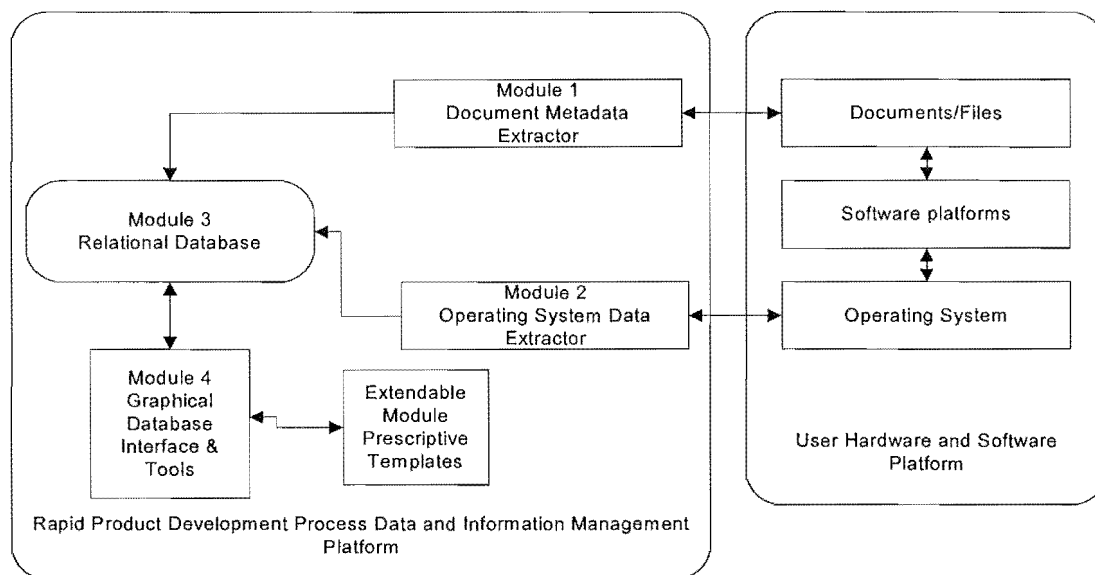 Module 1
Document Metadata
Extractor
Documents/Files
Module 3
Relational Database
Software platforms
Module 2
Operating System Data
Extractor
Operating System
Module 4
Graphical
Database
Interface &
Tools
Extendable
Module
Prescriptive
Templates
User Hardware and Software
Platform
Rapid Product Development Process Data and Information Management
Platform